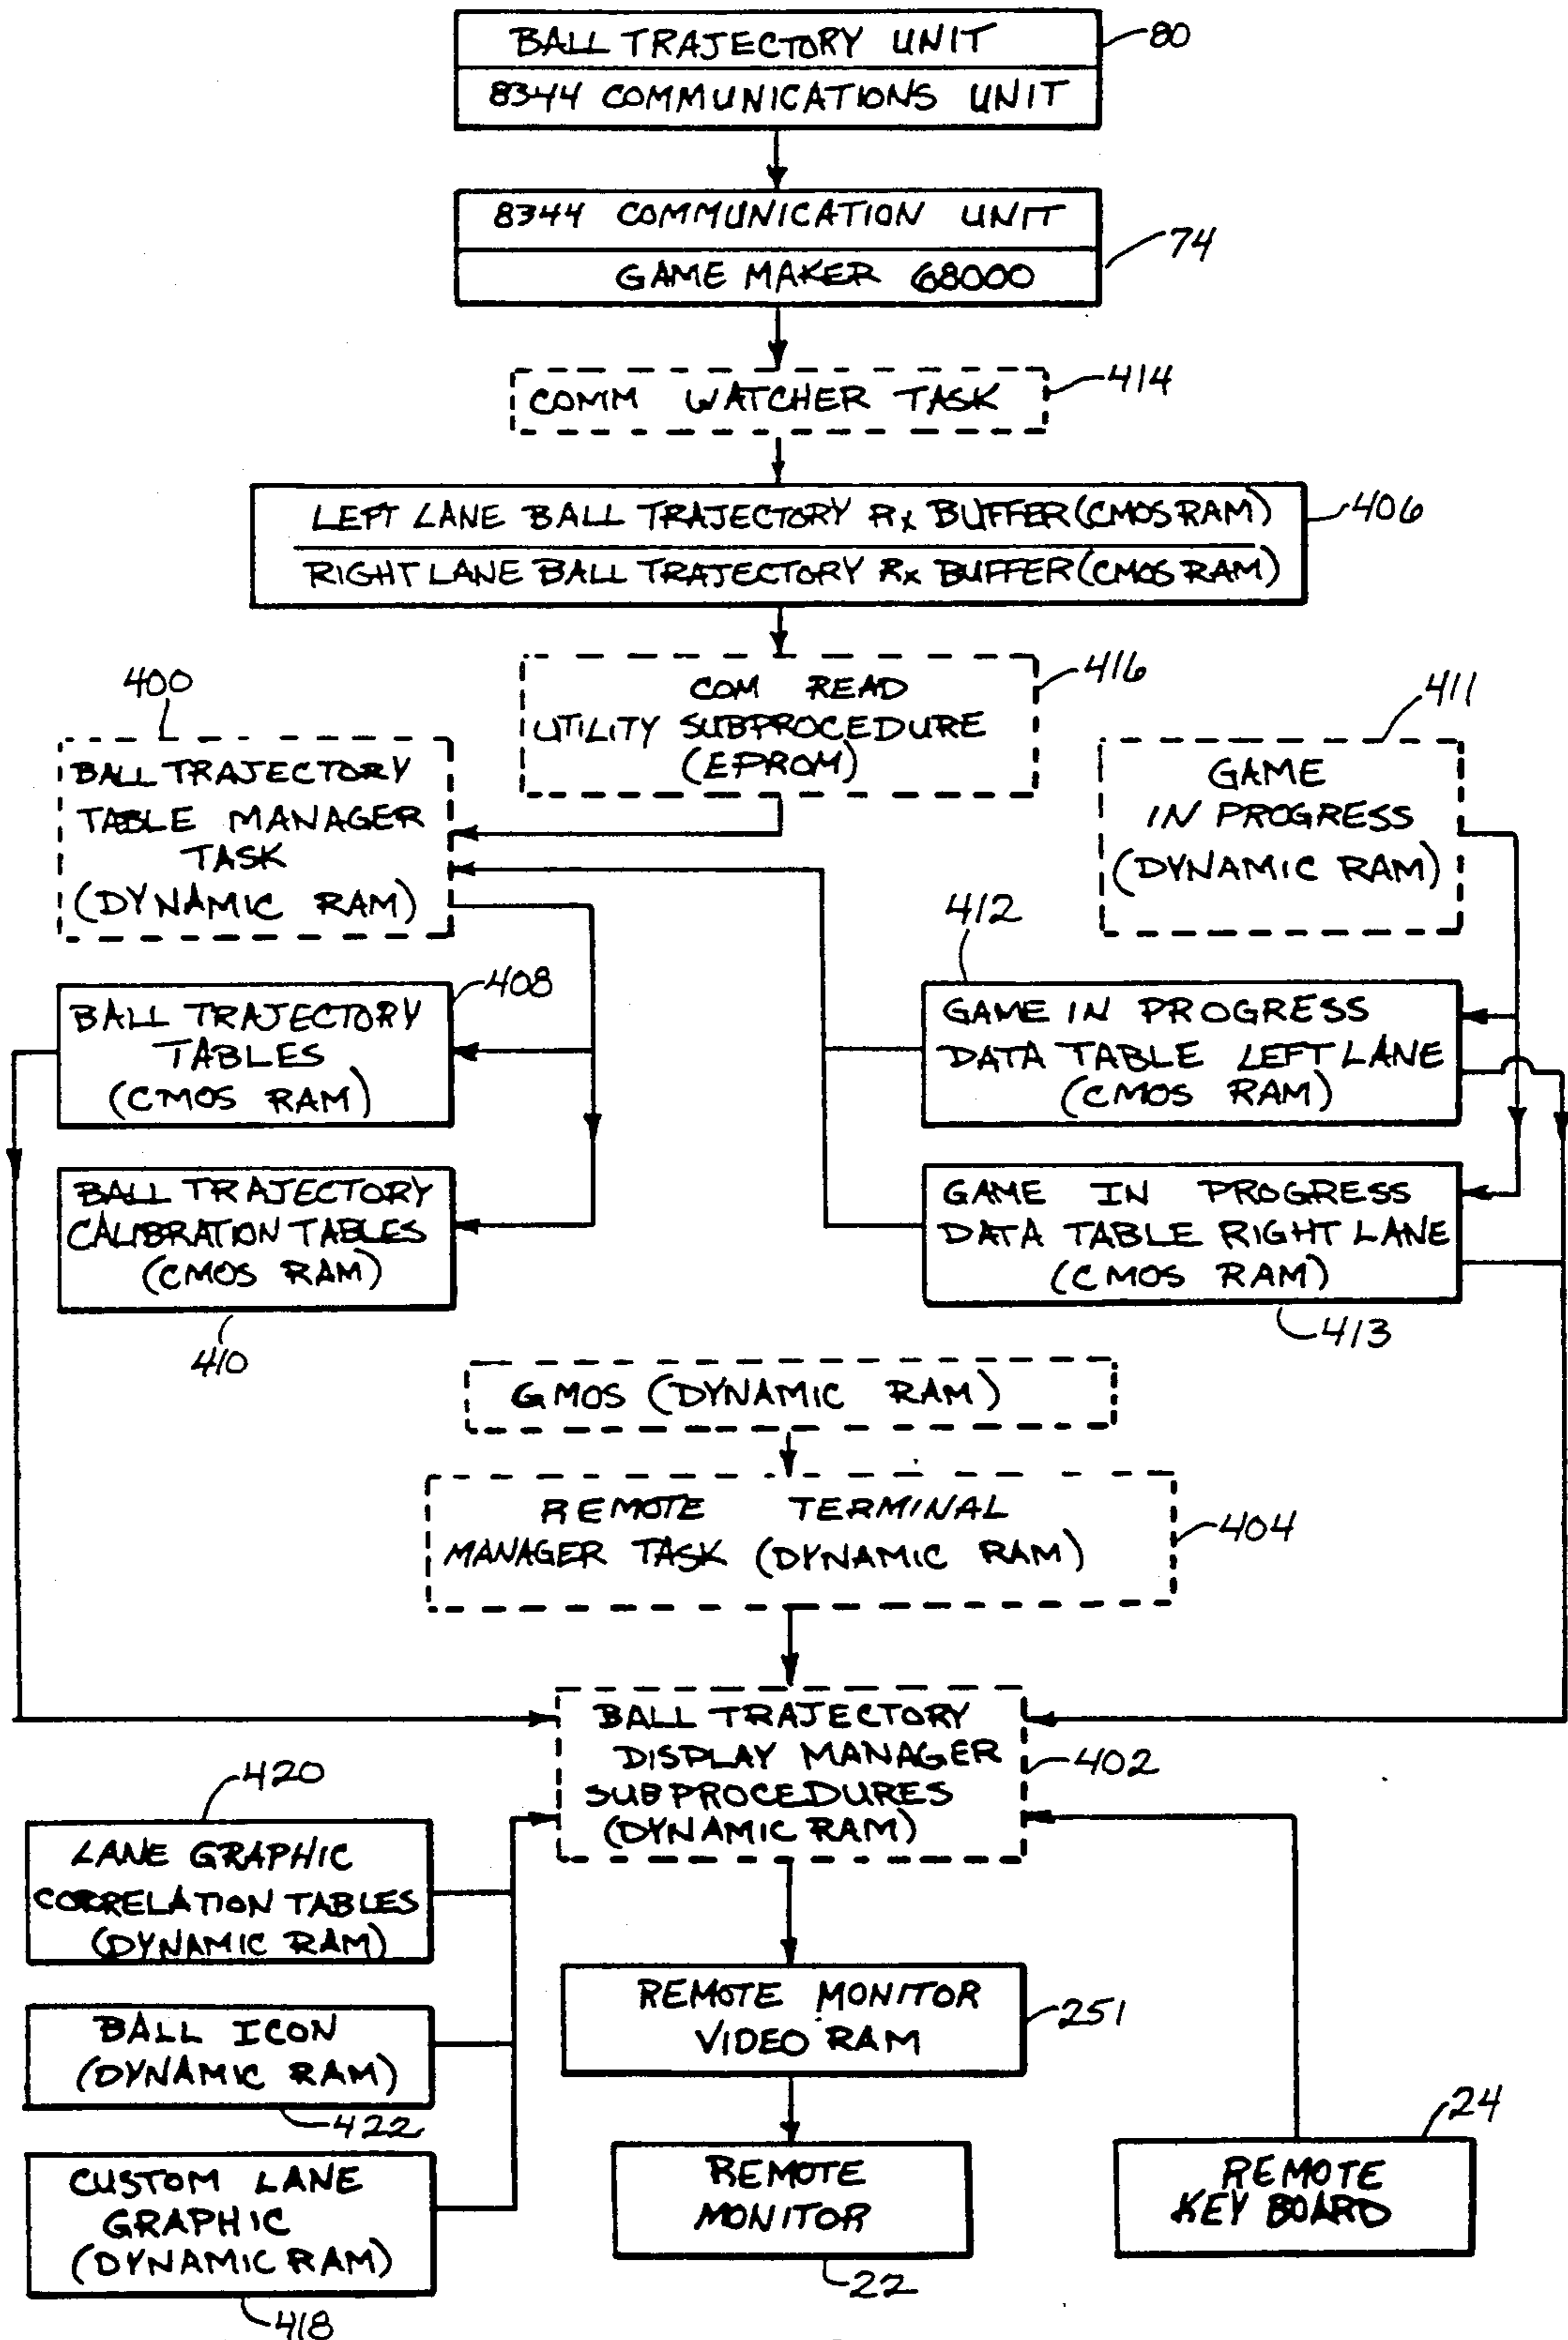 BALL TRAJECTORY UNIT
80
8344 COMMUNICATIONS UNIT
8344 COMMUNICATION UNIT
74
GAME MAKER 68000
COMM WATCHER TASK
414
LEFT LANE BALL TRAJECTORY Rx BUFFER (CMOS RAM)
406
RIGHT LANE BALL TRAJECTORY Rx BUFFER (CMOS RAM)
416
COM READ
UTILITY SUBPROCEDURE
(EPROM)
400
BALL TRAJECTORY
TABLE MANAGER
TASK
(DYNAMIC RAM)
411
GAME
IN PROGRESS
(DYNAMIC RAM)
408
BALL TRAJECTORY
TABLES
(CMOS RAM)
412
GAME IN PROGRESS
DATA TABLE LEFT LANE
(CMOS RAM)
BALL TRAJECTORY
CALIBRATION TABLES
(CMOS RAM)
410
GAME IN PROGRESS
DATA TABLE RIGHT LANE
(CMOS RAM)
413
GMOS (DYNAMIC RAM)
REMOTE TERMINAL
MANAGER TASK (DYNAMIC RAM)
404
BALL TRAJECTORY
DISPLAY MANAGER
SUBPROCEDURES
(DYNAMIC RAM)
402
420
LANE GRAPHIC
CORRELATION TABLES
(DYNAMIC RAM)
BALL ICON
(DYNAMIC RAM)
422
CUSTOM LANE
GRAPHIC
(DYNAMIC RAM)
418
REMOTE MONITOR
VIDEO RAM
251
REMOTE
MONITOR
22
24
REMOTE
KEY BOARD